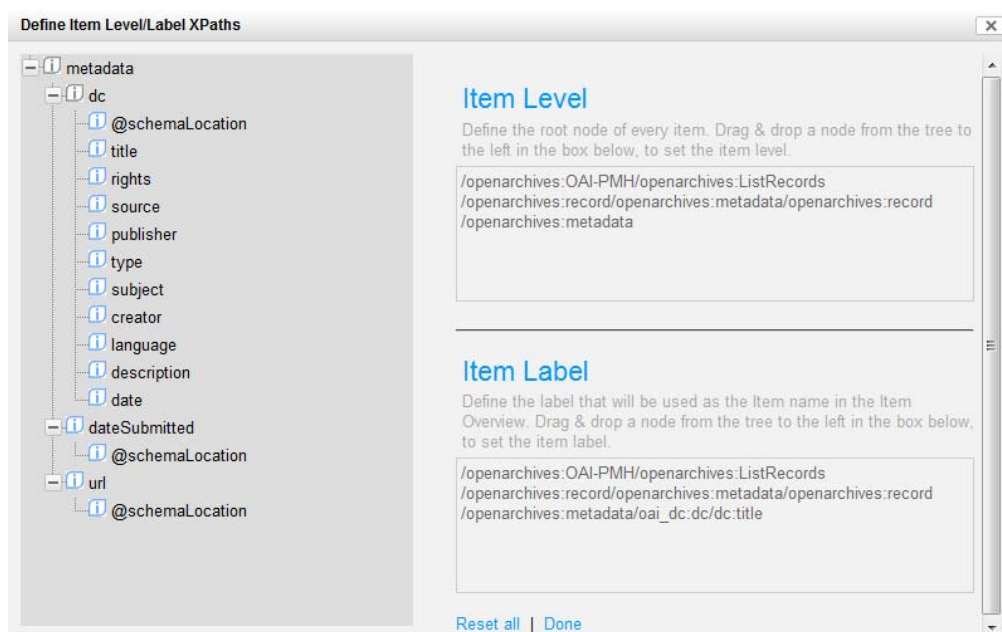 Define Item Level/Label XPaths
metadata
dc
@schemaLocation
title
rights
source
publisher
type
subject
creator
language
description
date
dateSubmitted
@schemaLocation
url
@schemaLocation
Item Level
Define the root node of every item. Drag & drop a node from the tree to
the left in the box below, to set the item level.
/openarchives:OAI-PMH/openarchives:ListRecords
/openarchives:record/openarchives:metadata/openarchives:record
/openarchives:metadata
Item Label
Define the label that will be used as the Item name in the Item
Overview. Drag & drop a node from the tree to the left in the box below,
to set the item label.
/openarchives:OAI-PMH/openarchives:ListRecords
/openarchives:record/openarchives:metadata/openarchives:record
/openarchives:metadata/oai_dc:dc/dc:title
Reset all | Done